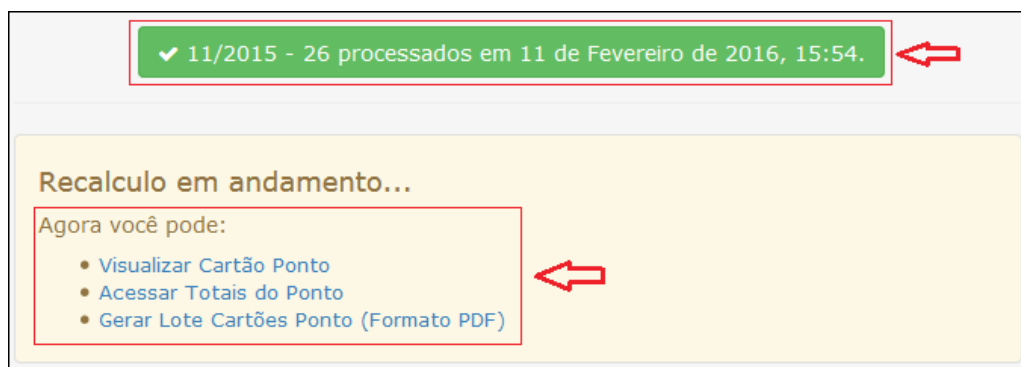 ✔ 11/2015 - 26 processados em 11 de Fevereiro de 2016, 15:54.
Recalculo em andamento...
Agora você pode:
• Visualizar Cartão Ponto
• Acessar Totais do Ponto
• Gerar Lote Cartões Ponto (Formato PDF)